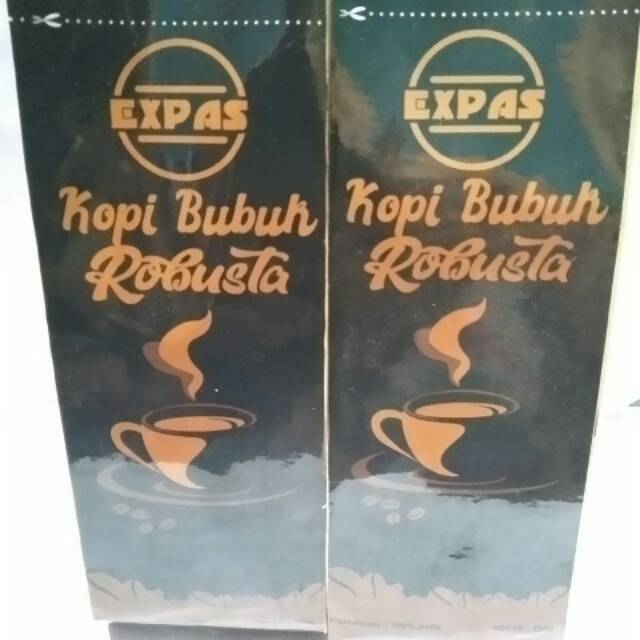 EXPAS
Kopi Bubuk
Robusta
EXPAS
Kopi Bubuk
Robusta